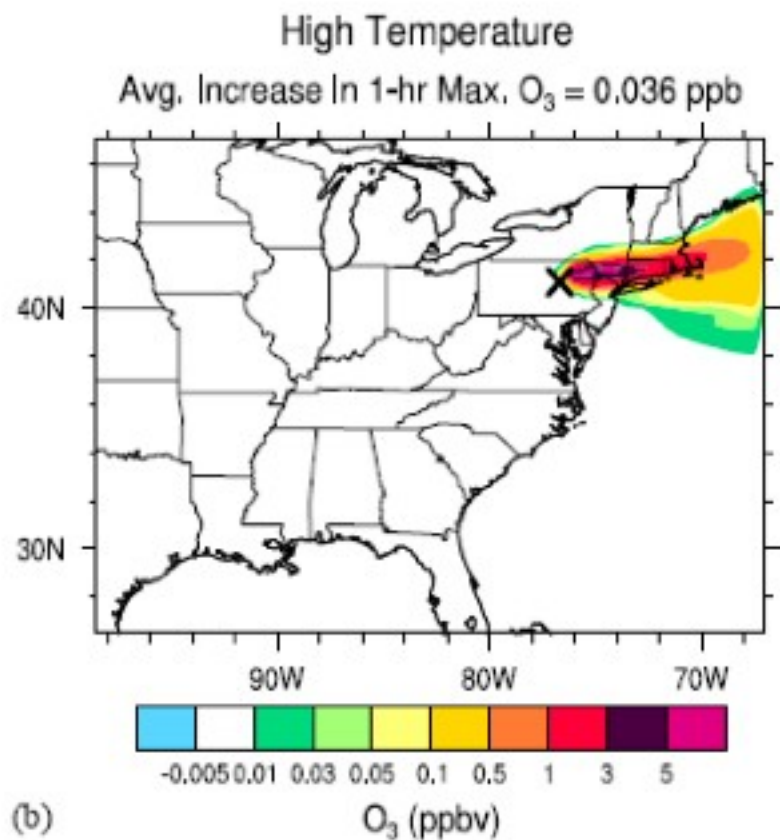 High Temperature
Avg. Increase In 1-hr Max. O₃ = 0.036 ppb
40N
30N
90W 80W 70W
-0.005 0.01 0.03 0.05 0.1 0.5 1 3 5
(b) O₃ (ppbv)